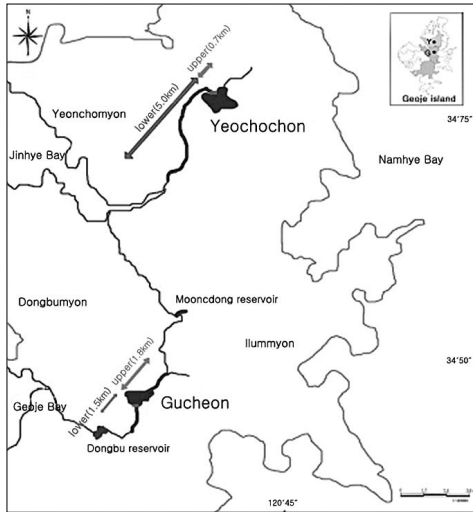 N
Y
G
Geoje island
upper(0.7km)
lower(5.0km)
Yeonchomyon
Yeochochon
34'75"
Jinhye Bay
Namhye Bay
Dongbumyon
Mooncdong reservoir
Ilummyon
34'50"
upper(1.8km)
lower(1.5km)
Geoje Bay
Gucheon
Dongbu reservoir
120'45"